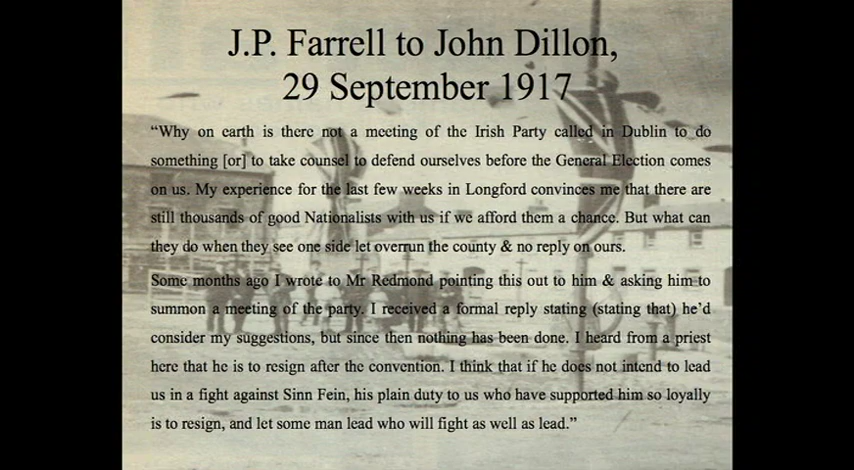 J.P. Farrell to John Dillon,
29 September 1917
“Why on earth is there not a meeting of the Irish Party called in Dublin to do
something [or] to take counsel to defend ourselves before the General Election comes
on us. My experience for the last few weeks in Longford convinces me that there are
still thousands of good Nationalists with us if we afford them a chance. But what can
they do when they see one side let overrun the county & no reply on ours.
Some months ago I wrote to Mr Redmond pointing this out to him & asking him to
summon a meeting of the party. I received a formal reply stating (stating that) he’d
consider my suggestions, but since then nothing has been done. I heard from a priest
here that he is to resign after the convention. I think that if he does not intend to lead
us in a fight against Sinn Fein, his plain duty to us who have supported him so loyally
is to resign, and let some man lead who will fight as well as lead.”